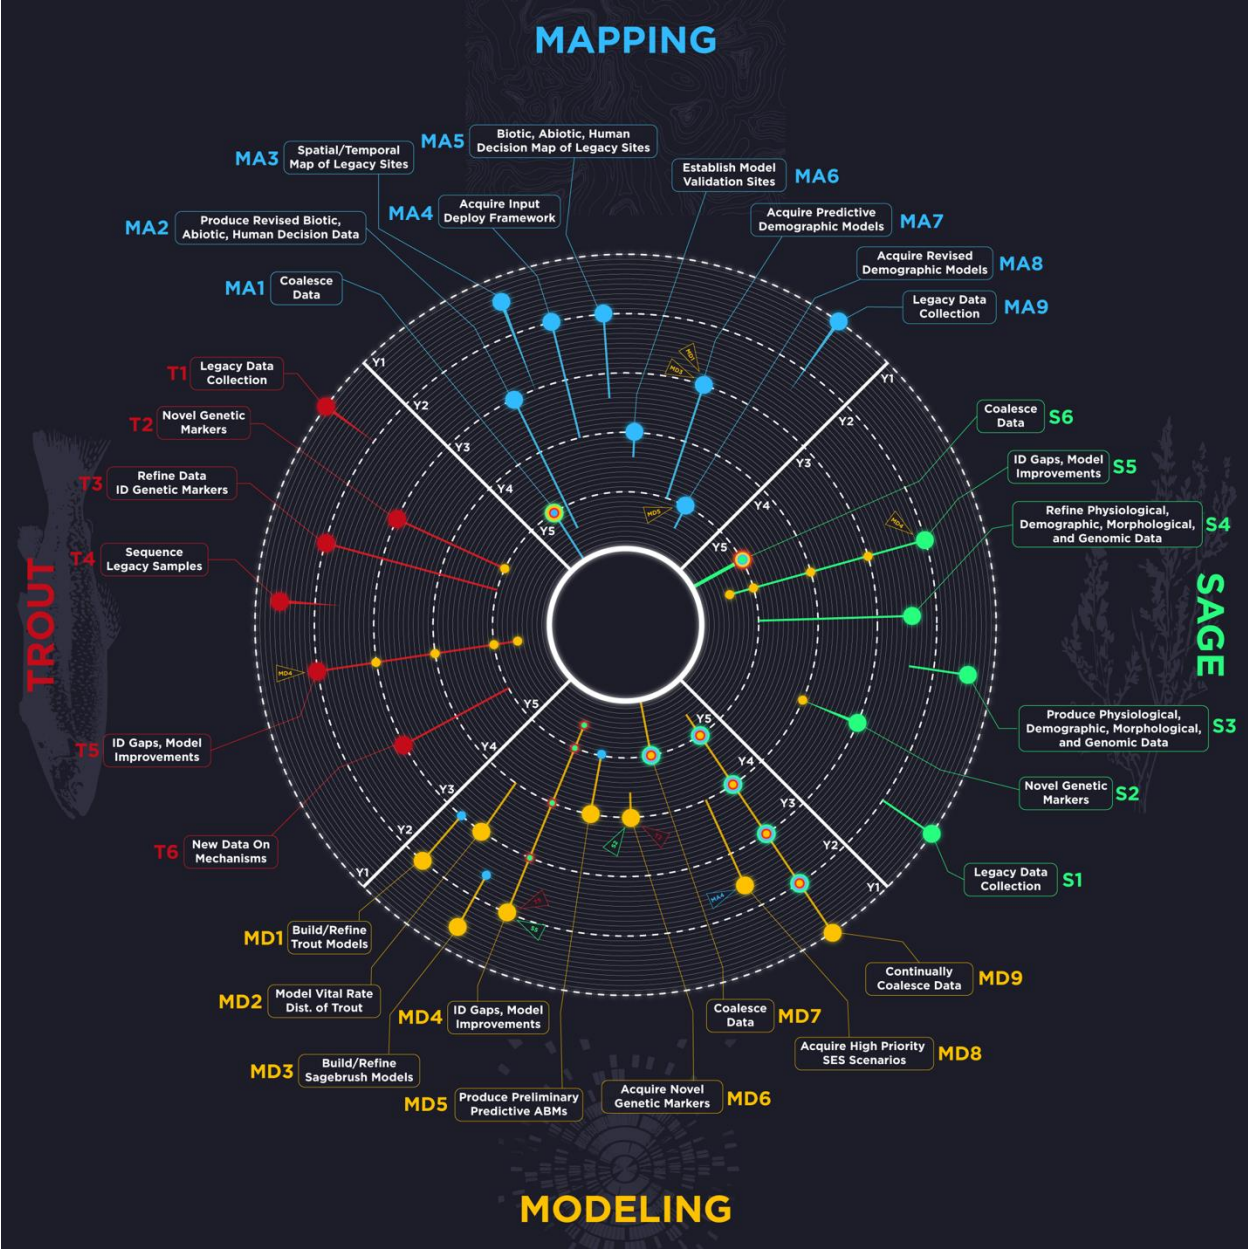 MAPPING
MA5
Biotic, Abiotic, Human
Decision Map of Legacy Sites
MA3
Spatial/Temporal
Map of Legacy Sites
Establish Model
Validation Sites
MA6
MA4
Acquire Input
Deploy Framework
MA2
Produce Revised Biotic,
Abiotic, Human Decision Data
Acquire Predictive
Demographic Models
MA7
Acquire Revised
Demographic Models
MA8
MA1
Coalesce
Data
Legacy Data
Collection
MA9
Y1
Y2
Y3
Y4
Y5
MD1
MD3
MD5
Y1
Y2
Y3
Y4
Y5
TROUT
T1
Legacy Data
Collection
T2
Novel Genetic
Markers
T3
Refine Data
ID Genetic Markers
T4
Sequence
Legacy Samples
MD4
T5
ID Gaps, Model
Improvements
T6
New Data On
Mechanisms
SAGE
Coalesce
Data
S6
ID Gaps, Model
Improvements
S5
MD4
Refine Physiological,
Demographic, Morphological,
and Genomic Data
S4
Produce Physiological,
Demographic, Morphological,
and Genomic Data
S3
Novel Genetic
Markers
S2
Legacy Data
Collection
S1
Y5
Y4
Y3
Y2
Y1
Y5
Y4
Y3
Y2
Y1
S2
MA4
S5
MD1
Build/Refine
Trout Models
MD2
Model Vital Rate
Dist. of Trout
MD3
Build/Refine
Sagebrush Models
MD4
ID Gaps, Model
Improvements
MD5
Produce Preliminary
Predictive ABMs
Acquire Novel
Genetic Markers
MD6
Coalesce
Data
MD7
Acquire High Priority
SES Scenarios
MD8
Continually
Coalesce Data
MD9
MODELING